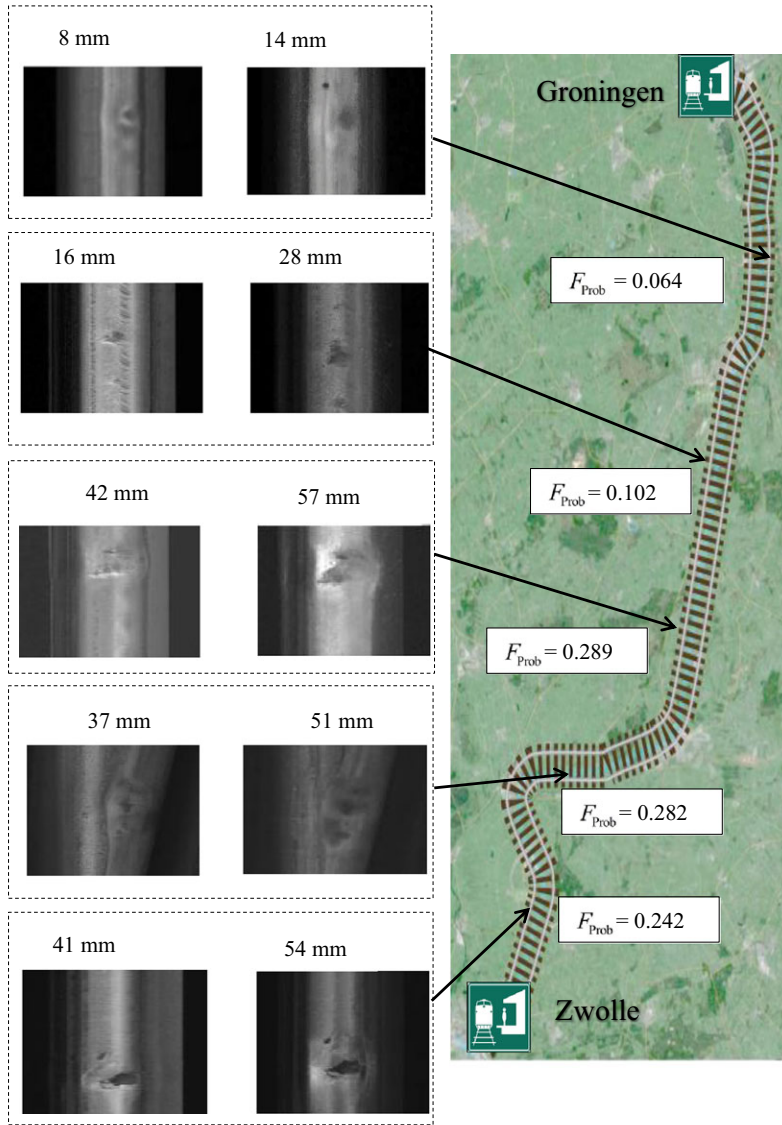 8 mm
14 mm
16 mm
28 mm
42 mm
57 mm
37 mm
51 mm
41 mm
54 mm
Groningen
F_Prob = 0.064
F_Prob = 0.102
F_Prob = 0.289
F_Prob = 0.282
F_Prob = 0.242
Zwolle